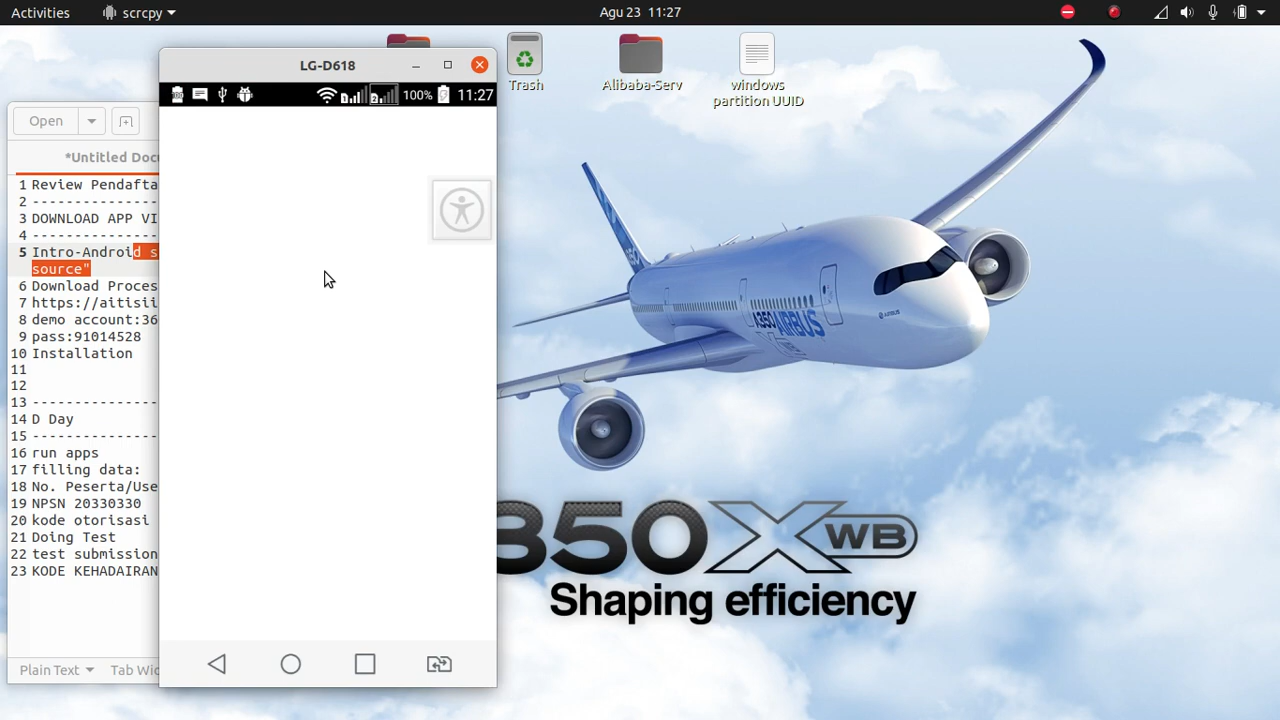 Activities
scrcpy
Agu 23 11:27
LG-D618
100%
11:27
Trash
Alibaba-Serv
windows
partition UUID
Open
*Untitled Docu
1 Review Pendafta
2 ---------------
3 DOWNLOAD APP VI
4 ---------------
5 Intro-Android s
source"
6 Download Proces
7 https://aitisii
8 demo account:36
9 pass:91014528
10 Installation
11
12
13 ---------------
14 D Day
15 ---------------
16 run apps
17 filling data:
18 No. Peserta/Use
19 NPSN 20330330
20 kode otorisasi
21 Doing Test
22 test submission
23 KODE KEHADAIRAN
Plain Text
Tab Wid
A350 AIRBUS
AIRBUS
350XWB
Shaping efficiency